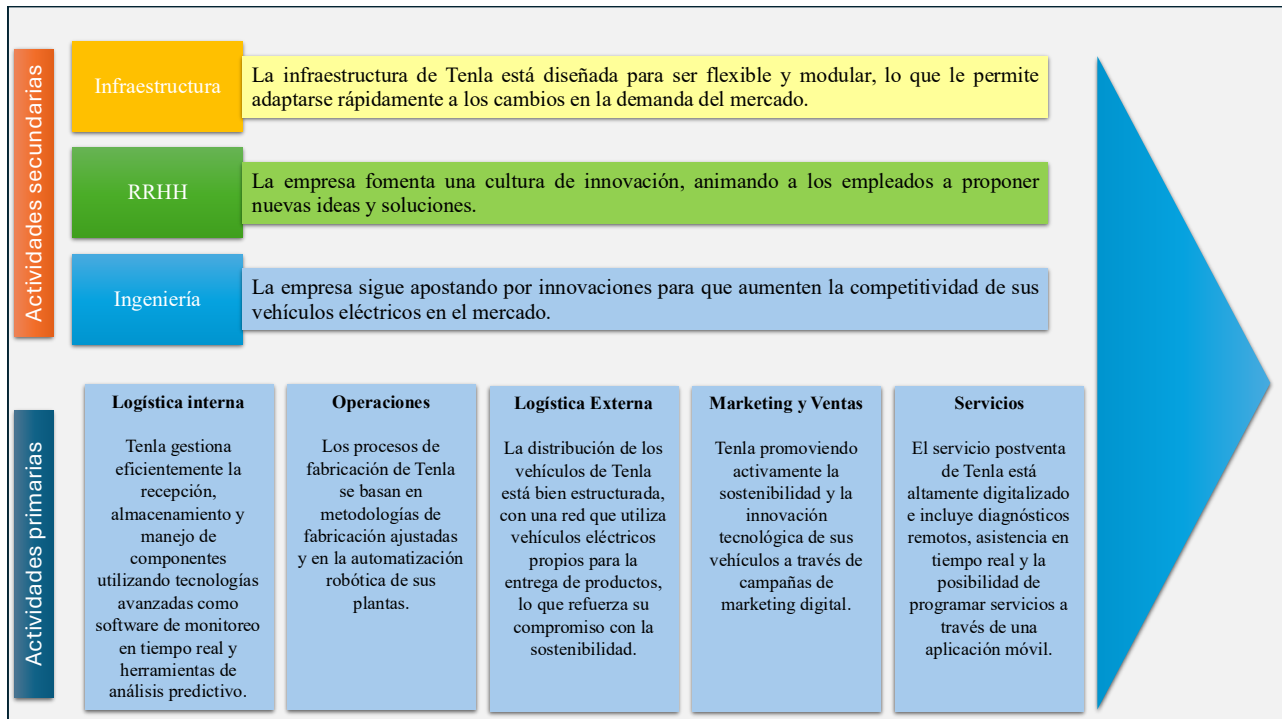 Actividades secundarias
Infraestructura
La infraestructura de Tenla está diseñada para ser flexible y modular, lo que le permite
adaptarse rápidamente a los cambios en la demanda del mercado.
RRHH
La empresa fomenta una cultura de innovación, animando a los empleados a proponer
nuevas ideas y soluciones.
Ingeniería
La empresa sigue apostando por innovaciones para que aumenten la competitividad de sus
vehículos eléctricos en el mercado.
Actividades primarias
Logística interna
Tenla gestiona
eficientemente la
recepción,
almacenamiento y
manejo de
componentes
utilizando tecnologías
avanzadas como
software de monitoreo
en tiempo real y
herramientas de
análisis predictivo.
Operaciones
Los procesos de
fabricación de Tenla
se basan en
metodologías de
fabricación ajustadas
y en la automatización
robótica de sus
plantas.
Logística Externa
La distribución de los
vehículos de Tenla
está bien estructurada,
con una red que utiliza
vehículos eléctricos
propios para la
entrega de productos,
lo que refuerza su
compromiso con la
sostenibilidad.
Marketing y Ventas
Tenla promoviendo
activamente la
sostenibilidad y la
innovación
tecnológica de sus
vehículos a través de
campañas de
marketing digital.
Servicios
El servicio postventa
de Tenla está
altamente digitalizado
e incluye diagnósticos
remotos, asistencia en
tiempo real y la
posibilidad de
programar servicios a
través de una
aplicación móvil.